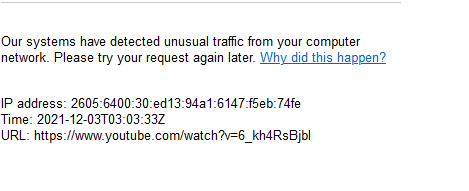 Our systems have detected unusual traffic from your computer
network. Please try your request again later. Why did this happen?
IP address: 2605:6400:30:ed13:94a1:6147:f5eb:74fe
Time: 2021-12-03T03:03:33Z
URL: https://www.youtube.com/watch?v=6_kh4RsBjbI